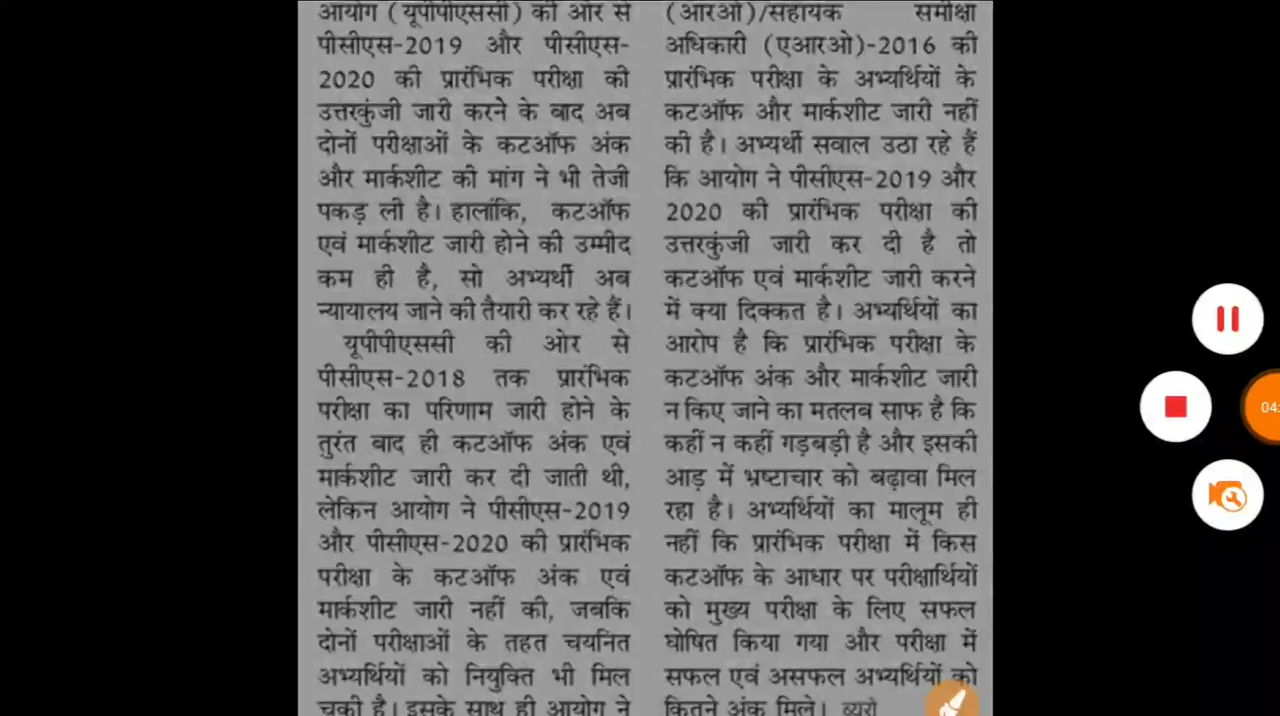 आयोग (यूपीपीएससी) की ओर से
पीसीएस-2019 और पीसीएस-
2020 की प्रारंभिक परीक्षा की
उत्तरकुंजी जारी करने के बाद अब
दोनों परीक्षाओं के कटऑफ अंक
और मार्कशीट की मांग ने भी तेजी
पकड़ ली है। हालांकि, कटऑफ
एवं मार्कशीट जारी होने की उम्मीद
कम ही है, सो अभ्यर्थी अब
न्यायालय जाने की तैयारी कर रहे हैं।
यूपीपीएससी की ओर से
पीसीएस-2018 तक प्रारंभिक
परीक्षा का परिणाम जारी होने के
तुरंत बाद ही कटऑफ अंक एवं
मार्कशीट जारी कर दी जाती थी,
लेकिन आयोग ने पीसीएस-2019
और पीसीएस-2020 की प्रारंभिक
परीक्षा के कटऑफ अंक एवं
मार्कशीट जारी नहीं की, जबकि
दोनों परीक्षाओं के तहत चयनित
अभ्यर्थियों को नियुक्ति भी मिल
चुकी है। इसके साथ ही आयोग ने
(आरओ)/सहायक समीक्षा
अधिकारी (एआरओ)-2016 की
प्रारंभिक परीक्षा के अभ्यर्थियों के
कटऑफ और मार्कशीट जारी नहीं
की है। अभ्यर्थी सवाल उठा रहे हैं
कि आयोग ने पीसीएस-2019 और
2020 की प्रारंभिक परीक्षा की
उत्तरकुंजी जारी कर दी है तो
कटऑफ एवं मार्कशीट जारी करने
में क्या दिक्कत है। अभ्यर्थियों का
आरोप है कि प्रारंभिक परीक्षा के
कटऑफ अंक और मार्कशीट जारी
न किए जाने का मतलब साफ है कि
कहीं न कहीं गड़बड़ी है और इसकी
आड़ में भ्रष्टाचार को बढ़ावा मिल
रहा है। अभ्यर्थियों का मालूम ही
नहीं कि प्रारंभिक परीक्षा में किस
कटऑफ के आधार पर परीक्षार्थियों
को मुख्य परीक्षा के लिए सफल
घोषित किया गया और परीक्षा में
सफल एवं असफल अभ्यर्थियों को
कितने अंक मिले। ब्यूरो
04: